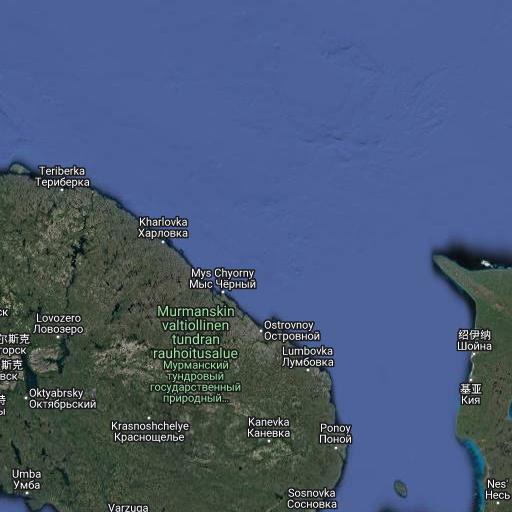 Teriberka
Териберка
Kharlovka
Харловка
Mys Chyorny
Мыс Чёрный
Murmanskin
valtiollinen
tundran
rauhoitusalue
Мурманский
тундровый
государственный
природный...
Ostrovnoy
Островной
Lumbovka
Лумбовка
Lovozero
Ловозеро
绍伊纳
Шойна
基亚
Кия
Oktyabrsky
Октябрьский
Krasnoshchelye
Краснощелье
Kanevka
Каневка
Ponoy
Поной
Umba
Умба
Varzuga
Sosnovka
Сосновка
Nes'
Несь